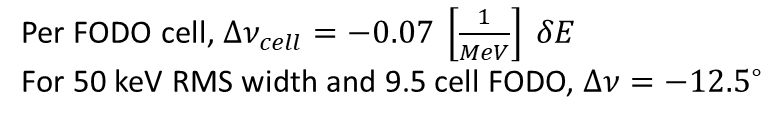 Per FODO cell, Δν_cell = −0.07 [1/MeV] δE
For 50 keV RMS width and 9.5 cell FODO, Δν = −12.5°